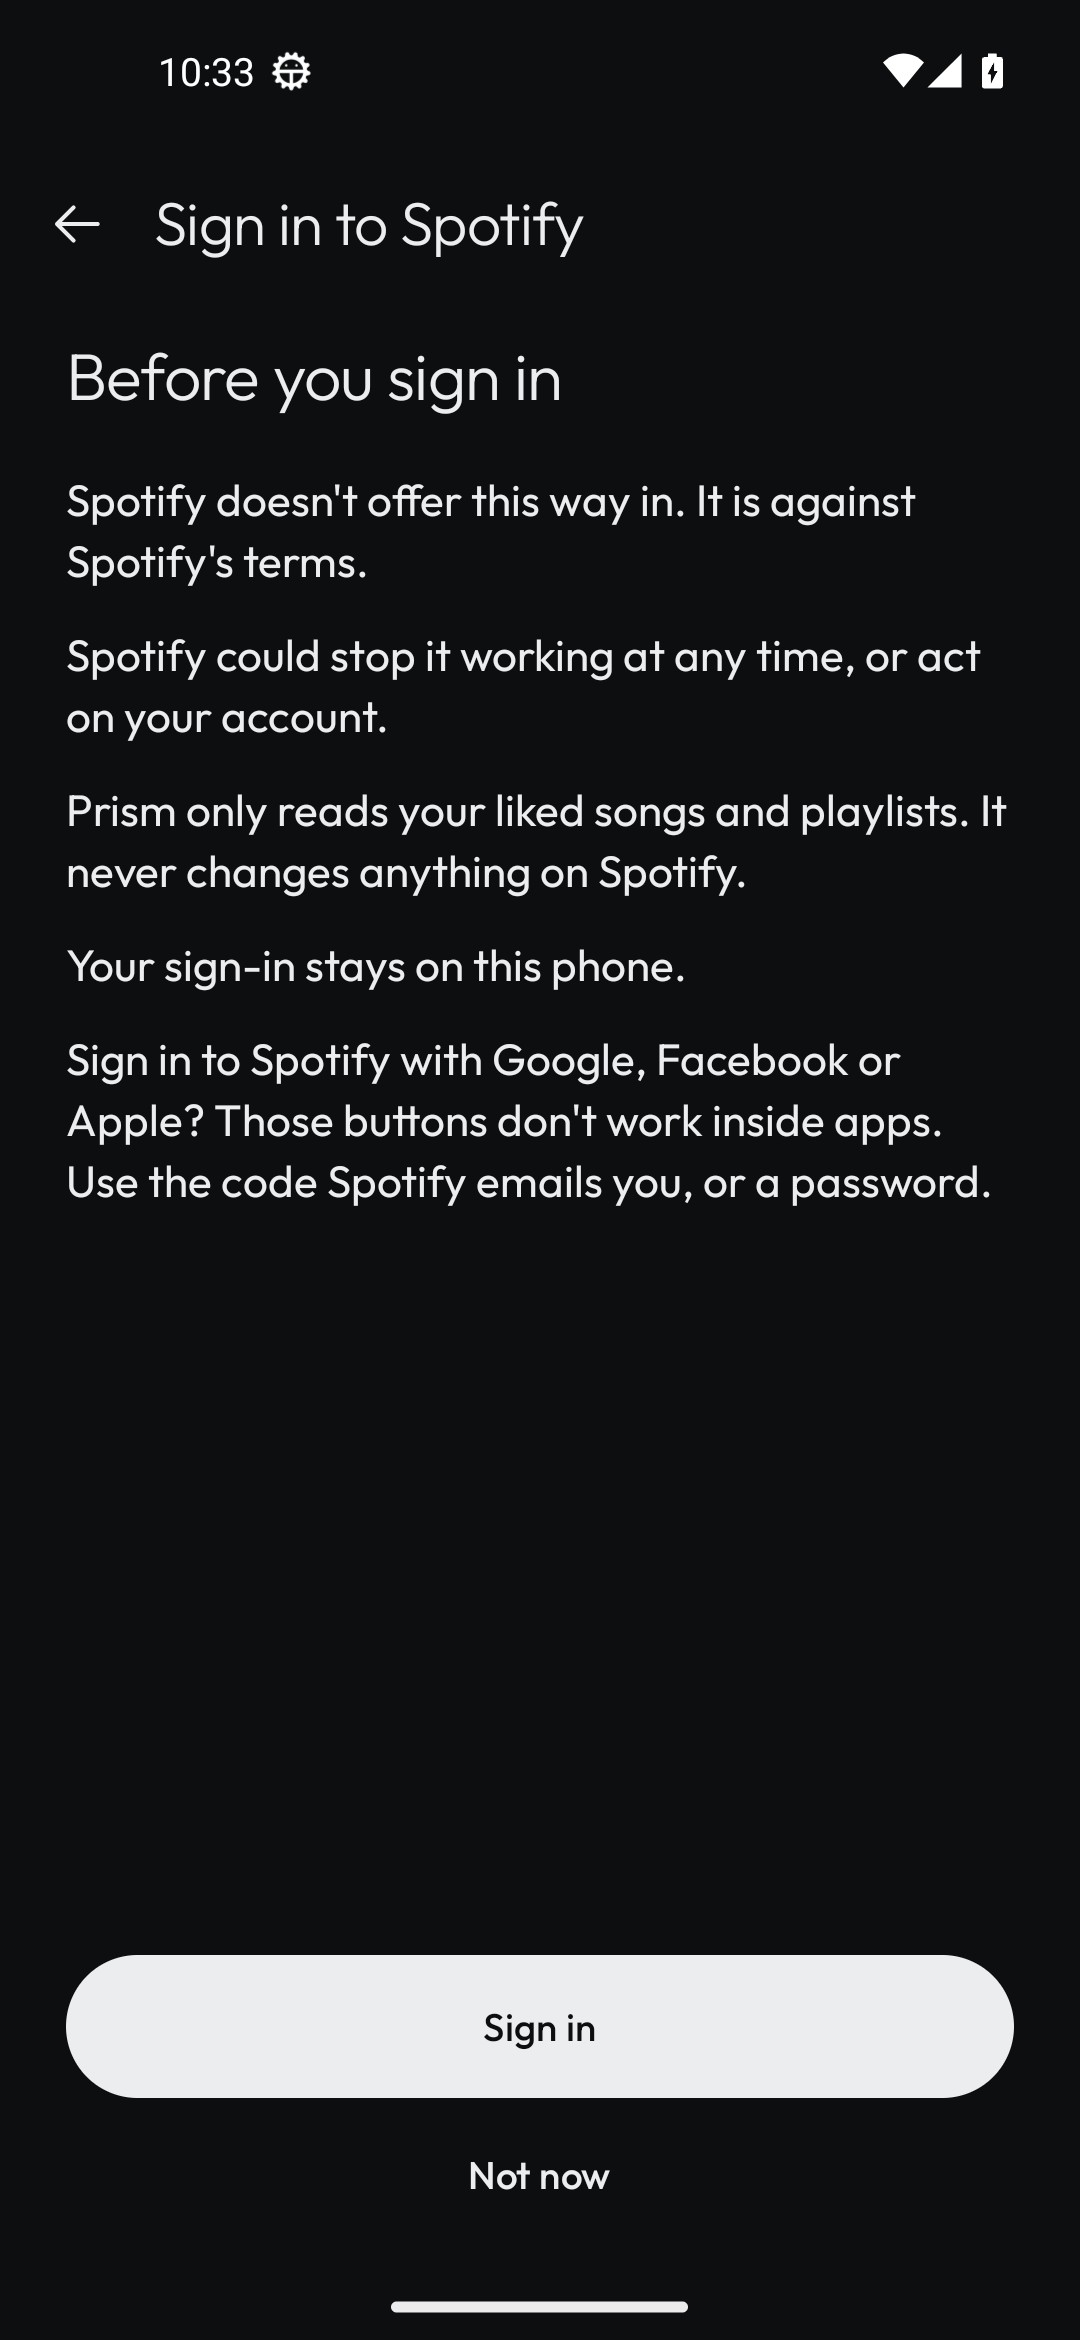 10:33
Sign in to Spotify
Before you sign in
Spotify doesn't offer this way in. It is against
Spotify's terms.
Spotify could stop it working at any time, or act
on your account.
Prism only reads your liked songs and playlists. It
never changes anything on Spotify.
Your sign-in stays on this phone.
Sign in to Spotify with Google, Facebook or
Apple? Those buttons don't work inside apps.
Use the code Spotify emails you, or a password.
Sign in
Not now